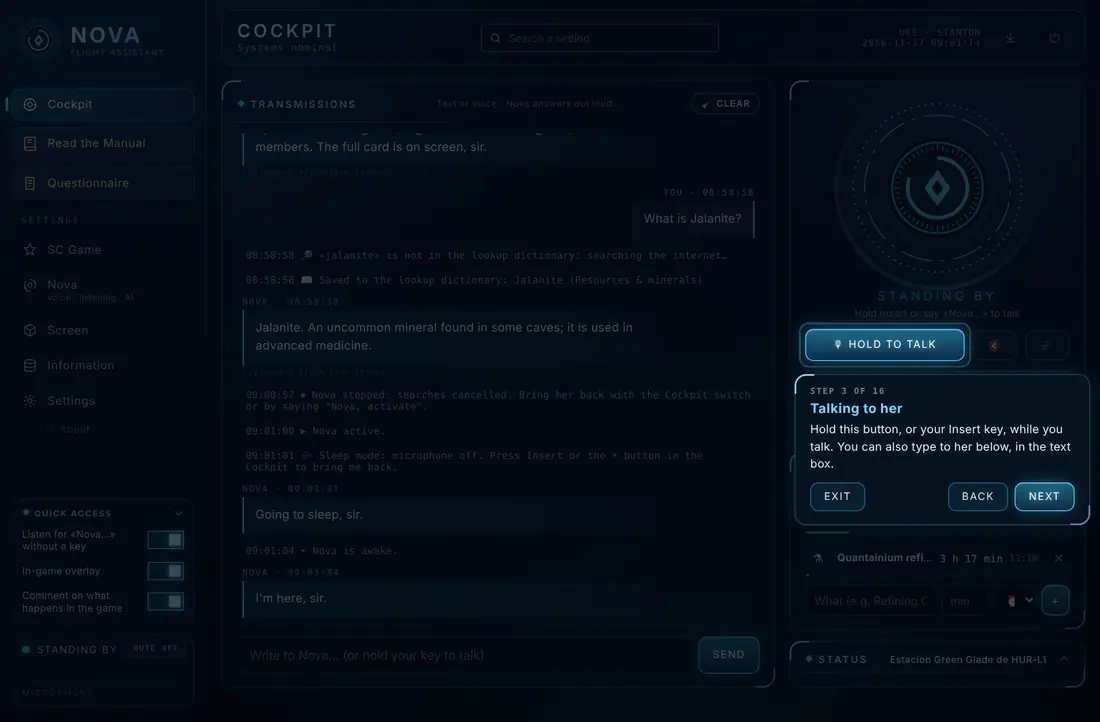 NOVA
FLIGHT ASSISTANT
Cockpit
Read the Manual
Questionnaire
SETTINGS
SC Game
Nova
voice · listening · AI
Screen
Information
Settings
About
QUICK ACCESS
Listen for «Nova…»
without a key
In-game overlay
Comment on what
happens in the game
STANDING BY
MUTE OFF
MICROPHONE
COCKPIT
Systems nominal
Search a setting
UEE · STANTON
2956-11-17 09:01:14
TRANSMISSIONS
Text or voice · Nova answers out loud
CLEAR
members. The full card is on screen, sir.
YOU · 08:58:58
What is Jalanite?
08:58:58 🔎 «jalanite» is not in the lookup dictionary: searching the internet…
08:58:58 📖 Saved to the lookup dictionary: Jalanite (Resources & minerals)
NOVA · 08:58:58
Jalanite. An uncommon mineral found in some caves; it is used in
advanced medicine.
09:00:57 ■ Nova stopped: searches cancelled. Bring her back with the Cockpit switch
or by saying "Nova, activate".
09:01:00 ▶ Nova active.
09:01:01 💤 Sleep mode: microphone off. Press Insert or the ☀ button in the
Cockpit to bring me back.
NOVA · 09:01:01
Going to sleep, sir.
09:01:04 ☀ Nova is awake.
NOVA · 09:01:04
I'm here, sir.
Write to Nova… (or hold your key to talk)
SEND
STANDING BY
Hold Insert or say «Nova…» to talk
HOLD TO TALK
STEP 3 OF 16
Talking to her
Hold this button, or your Insert key, while you
talk. You can also type to her below, in the text
box.
EXIT
BACK
NEXT
Quantainium refi… 3 h 17 min 12:18
What (e.g. Refining C
min
+
STATUS
Estación Green Glade de HUR-L1